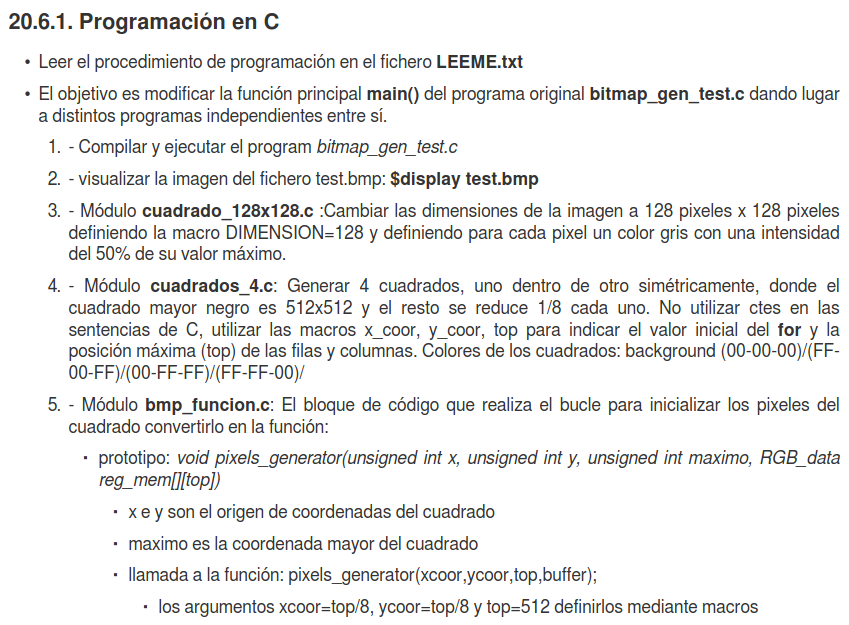 20.6.1. Programación en C
• Leer el procedimiento de programación en el fichero LEEME.txt
• El objetivo es modificar la función principal main() del programa original bitmap_gen_test.c dando lugar
a distintos programas independientes entre sí.
1. - Compilar y ejecutar el program bitmap_gen_test.c
2. - visualizar la imagen del fichero test.bmp: $display test.bmp
3. - Módulo cuadrado_128x128.c :Cambiar las dimensiones de la imagen a 128 pixeles x 128 pixeles
definiendo la macro DIMENSION=128 y definiendo para cada pixel un color gris con una intensidad
del 50% de su valor máximo.
4. - Módulo cuadrados_4.c: Generar 4 cuadrados, uno dentro de otro simétricamente, donde el
cuadrado mayor negro es 512x512 y el resto se reduce 1/8 cada uno. No utilizar ctes en las
sentencias de C, utilizar las macros x_coor, y_coor, top para indicar el valor inicial del for y la
posición máxima (top) de las filas y columnas. Colores de los cuadrados: background (00-00-00)/(FF-
00-FF)/(00-FF-FF)/(FF-FF-00)/
5. - Módulo bmp_funcion.c: El bloque de código que realiza el bucle para inicializar los pixeles del
cuadrado convertirlo en la función:
▪ prototipo: void pixels_generator(unsigned int x, unsigned int y, unsigned int maximo, RGB_data
reg_mem[][top])
▪ x e y son el origen de coordenadas del cuadrado
▪ maximo es la coordenada mayor del cuadrado
▪ llamada a la función: pixels_generator(xcoor,ycoor,top,buffer);
▪ los argumentos xcoor=top/8, ycoor=top/8 y top=512 definirlos mediante macros